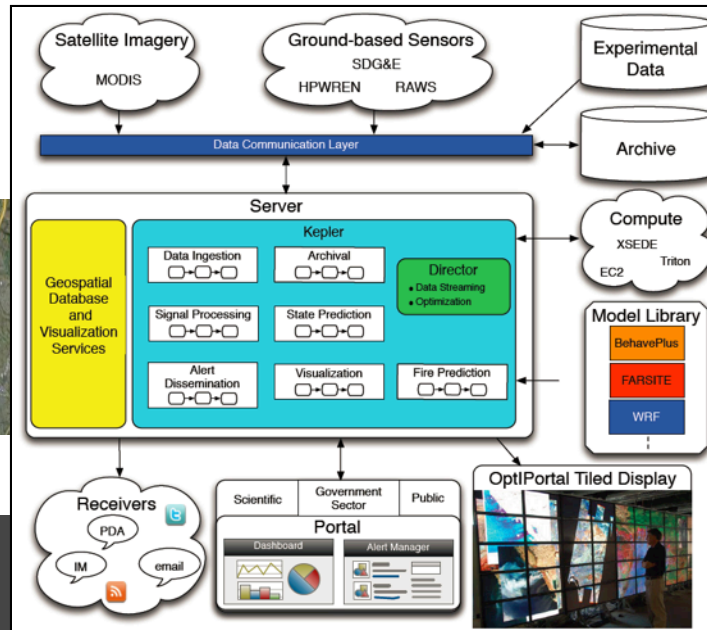 Satellite Imagery
MODIS
Ground-based Sensors
SDG&E
HPWREN RAWS
Experimental
Data
Data Communication Layer
Archive
Server
Geospatial
Database
and
Visualization
Services
Kepler
Data Ingestion
Archival
Director
• Data Streaming
• Optimization
Signal Processing
State Prediction
Alert
Dissemination
Visualization
Fire Prediction
Compute
XSEDE
Triton
EC2
Model Library
BehavePlus
FARSITE
WRF
Receivers
PDA
IM
email
Scientific
Government
Sector
Public
Portal
Dashboard
Alert Manager
OptIPortal Tiled Display